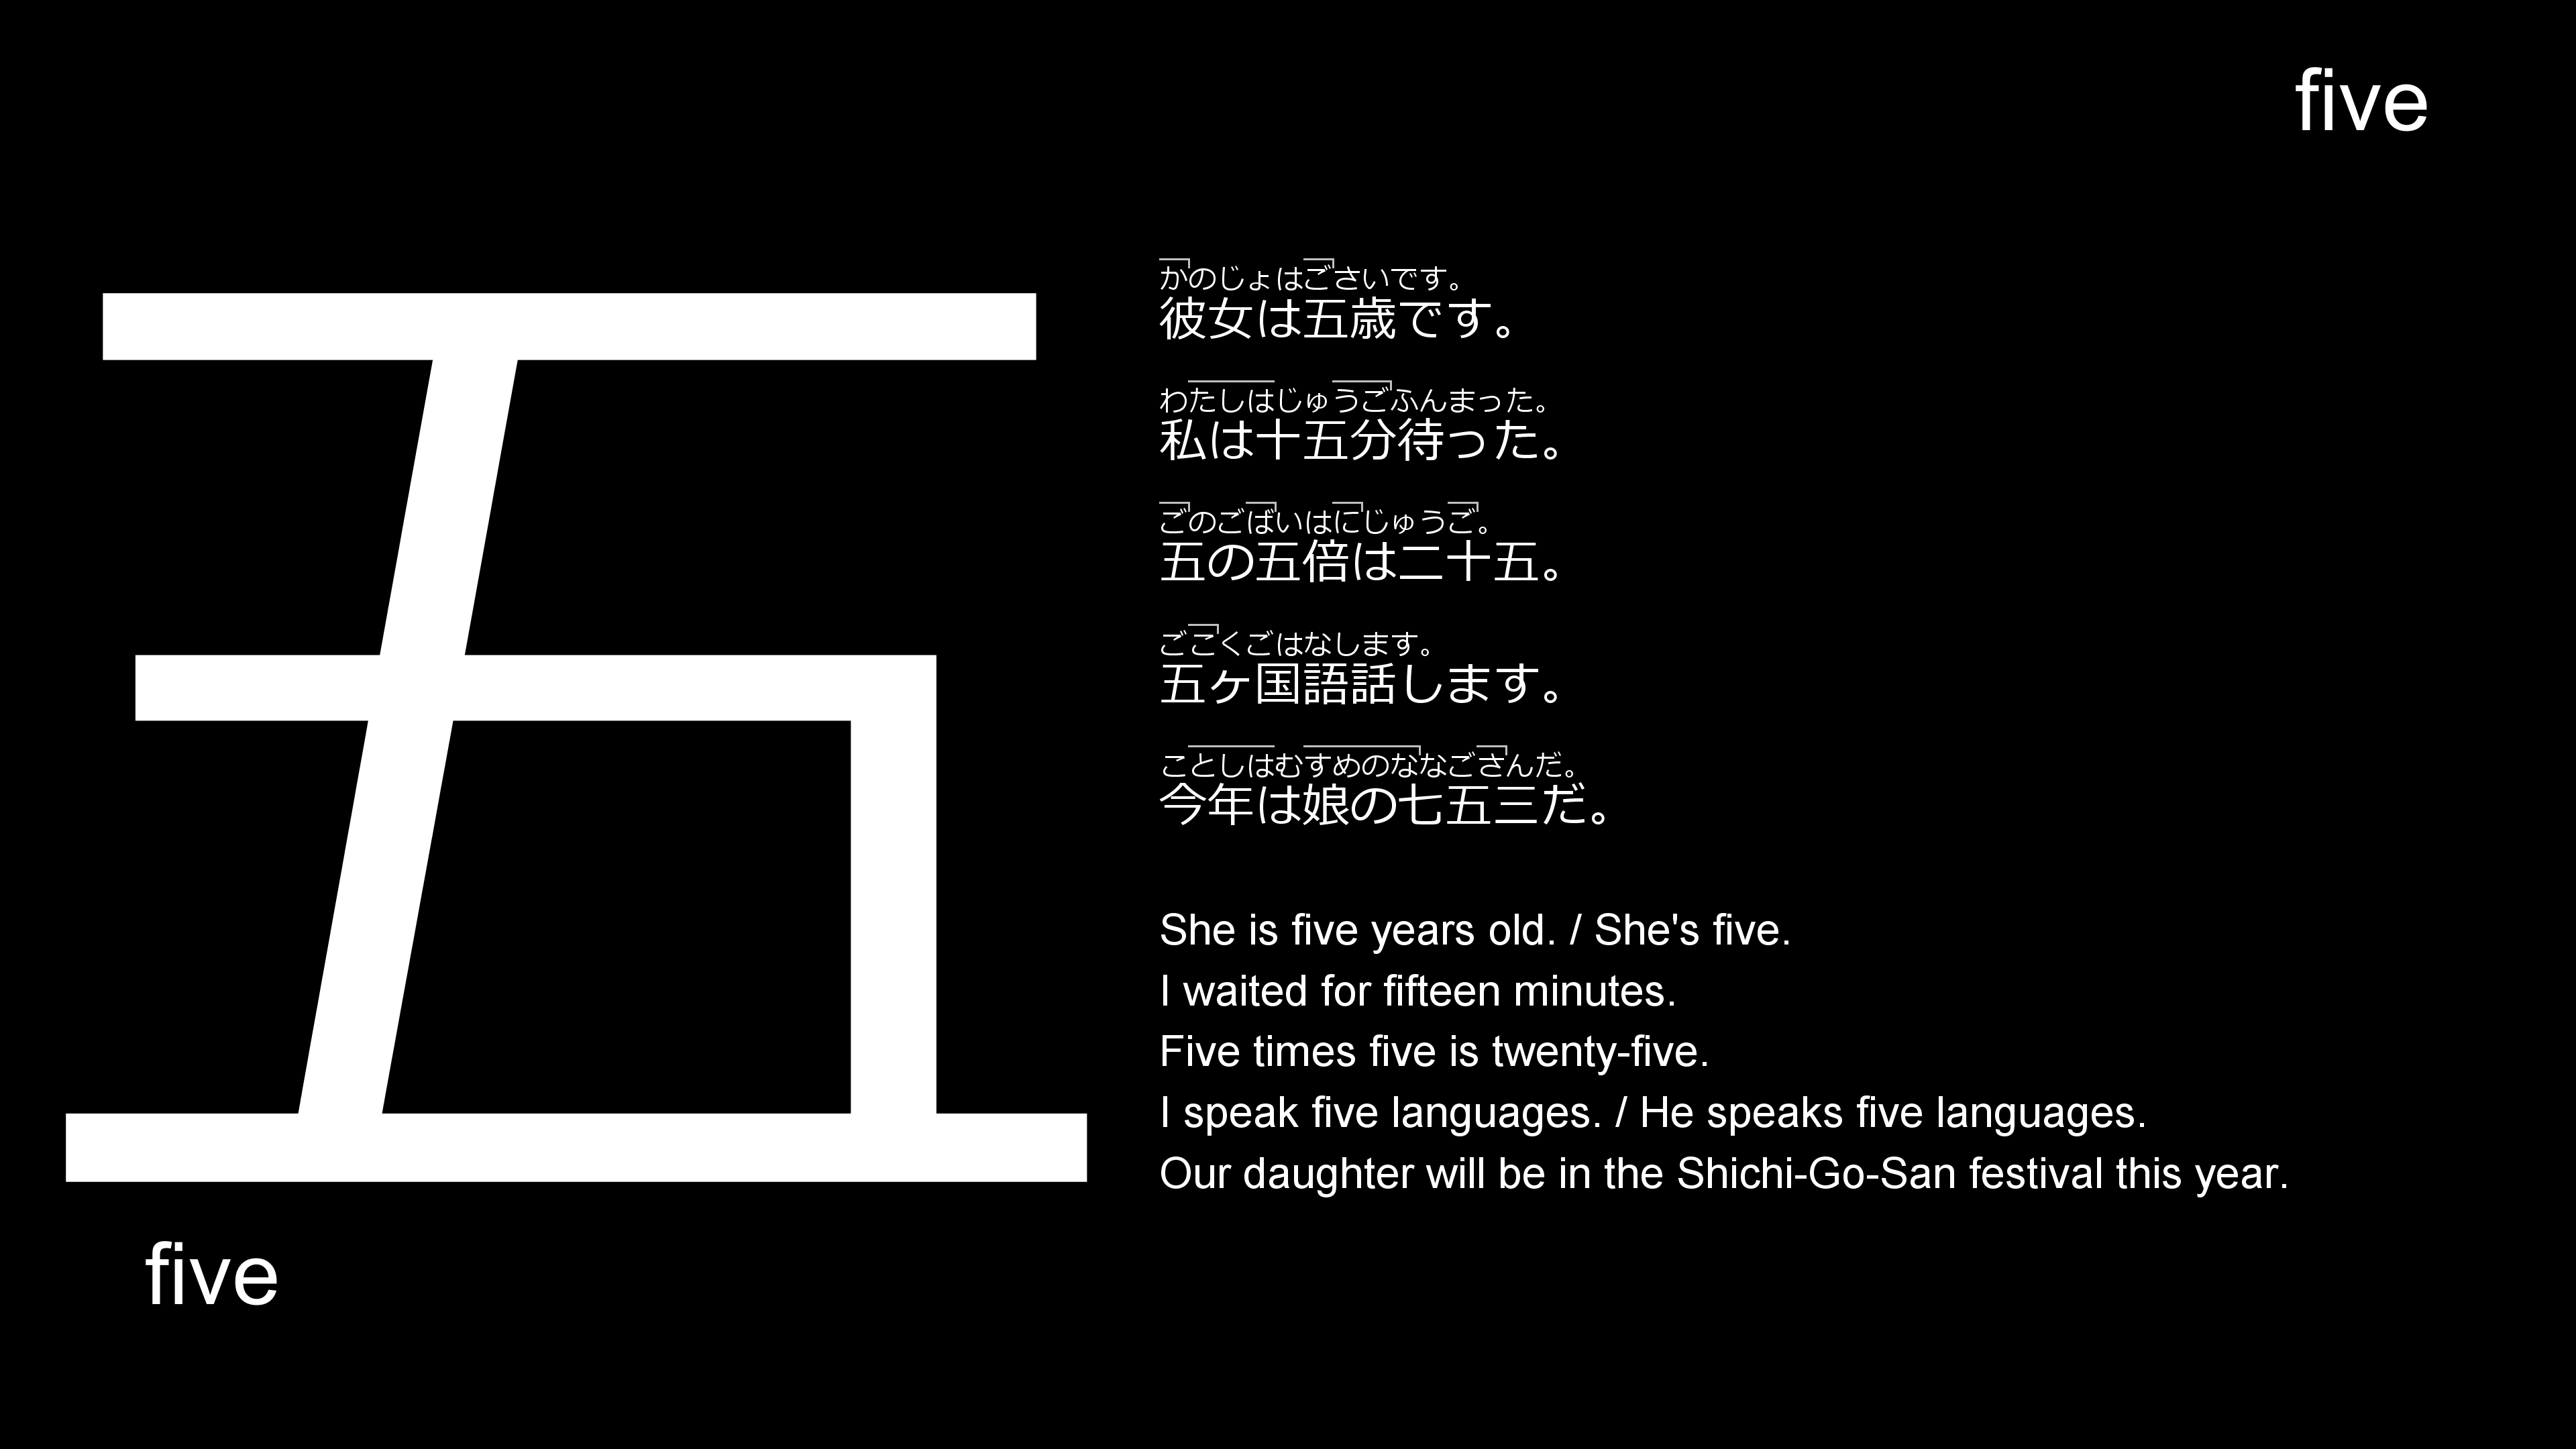 five
五
かのじょはごさいです。
彼女は五歳です。
わたしはじゅうごふんまった。
私は十五分待った。
ごのごばいはにじゅうご。
五の五倍は二十五。
ごこくごはなします。
五ヶ国語話します。
ことしはむすめのななごさんだ。
今年は娘の七五三だ。
She is five years old. / She's five.
I waited for fifteen minutes.
Five times five is twenty-five.
I speak five languages. / He speaks five languages.
Our daughter will be in the Shichi-Go-San festival this year.
five